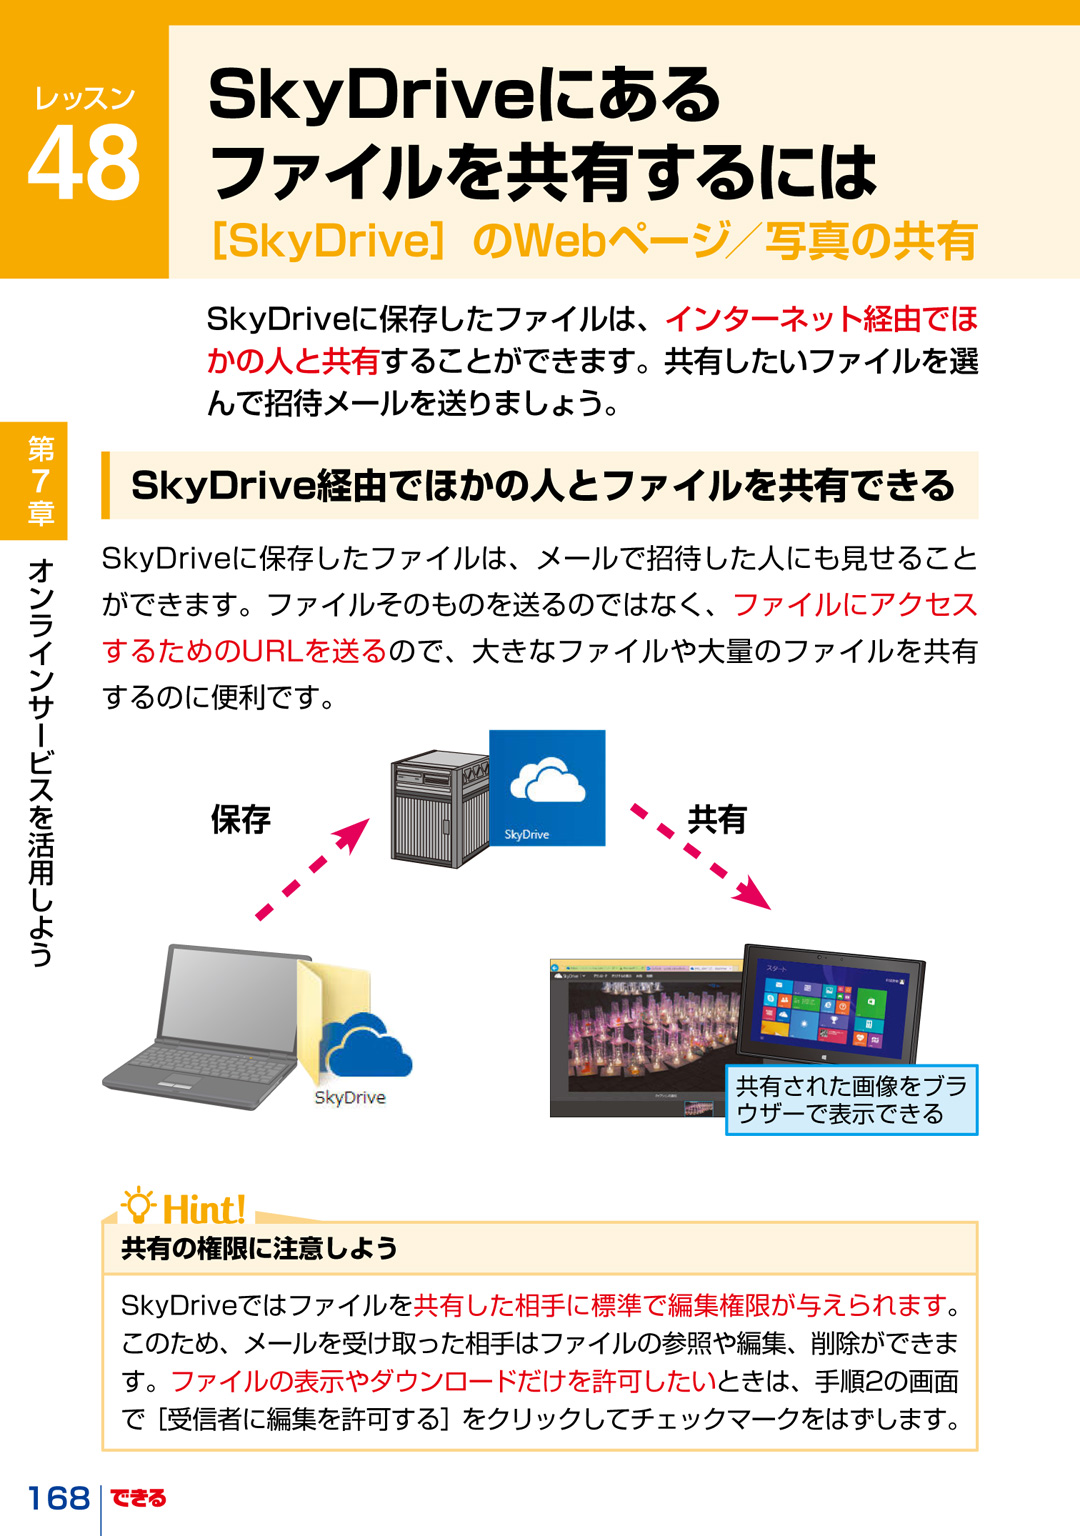 レッスン
48
SkyDriveにある
ファイルを共有するには
［SkyDrive］のWebページ／写真の共有
SkyDriveに保存したファイルは、インターネット経由でほ
かの人と共有することができます。共有したいファイルを選
んで招待メールを送りましょう。
第7章
オンラインサービスを活用しよう
SkyDrive経由でほかの人とファイルを共有できる
SkyDriveに保存したファイルは、メールで招待した人にも見せること
ができます。ファイルそのものを送るのではなく、ファイルにアクセス
するためのURLを送るので、大きなファイルや大量のファイルを共有
するのに便利です。
保存
SkyDrive
共有
SkyDrive
スタート
共有された画像をブラ
ウザーで表示できる
Hint!
共有の権限に注意しよう
SkyDriveではファイルを共有した相手に標準で編集権限が与えられます。
このため、メールを受け取った相手はファイルの参照や編集、削除ができま
す。ファイルの表示やダウンロードだけを許可したいときは、手順2の画面
で［受信者に編集を許可する］をクリックしてチェックマークをはずします。
168
できる